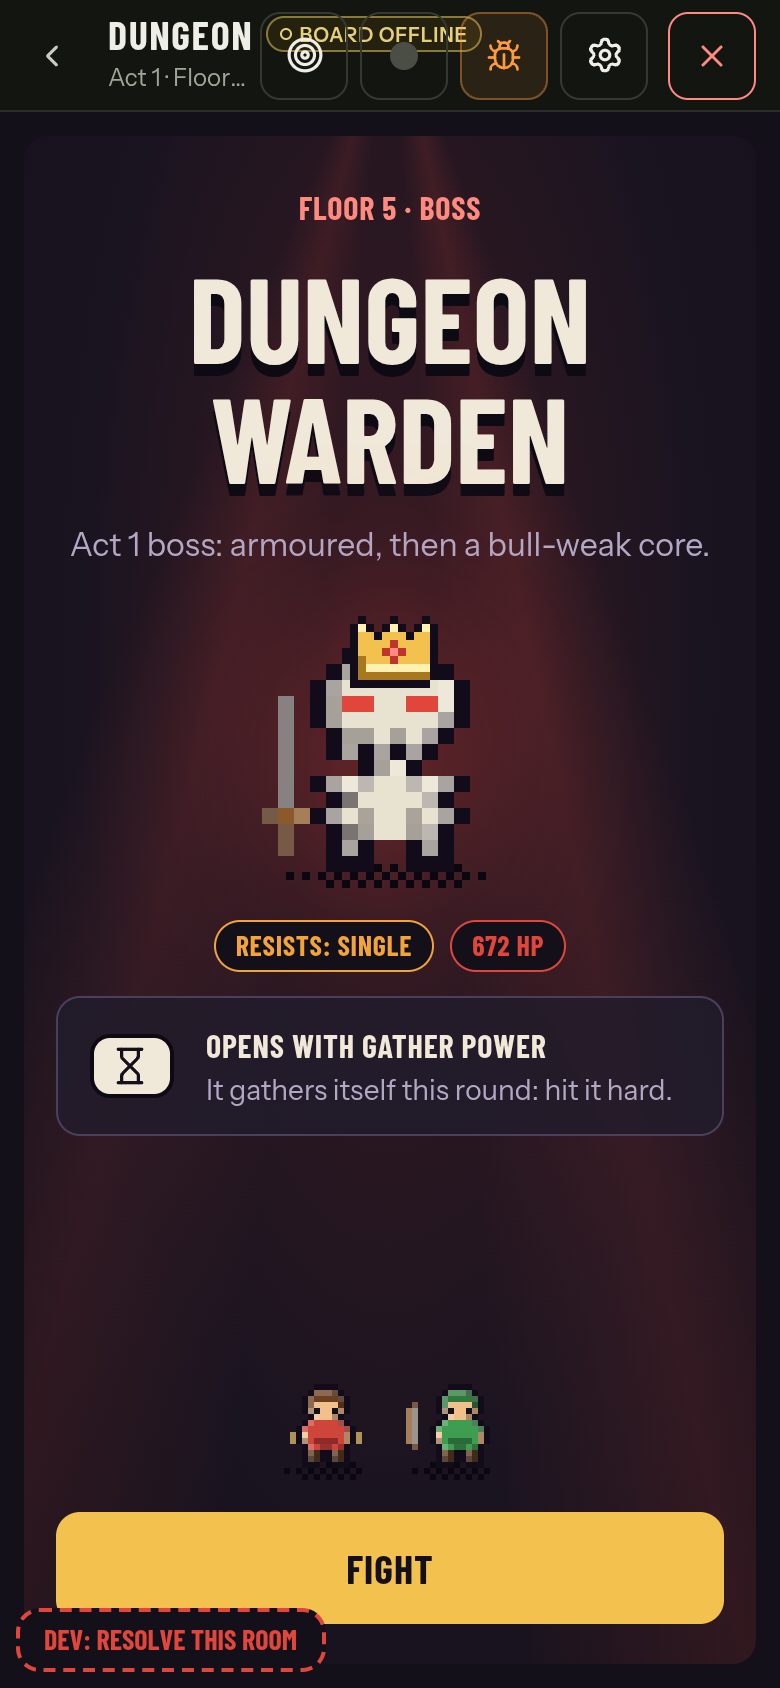 DUNGEON
BOARD OFFLINE
Act 1 · Floor...
FLOOR 5 · BOSS
DUNGEON
WARDEN
Act 1 boss: armoured, then a bull-weak core.
RESISTS: SINGLE
672 HP
OPENS WITH GATHER POWER
It gathers itself this round: hit it hard.
FIGHT
DEV: RESOLVE THIS ROOM